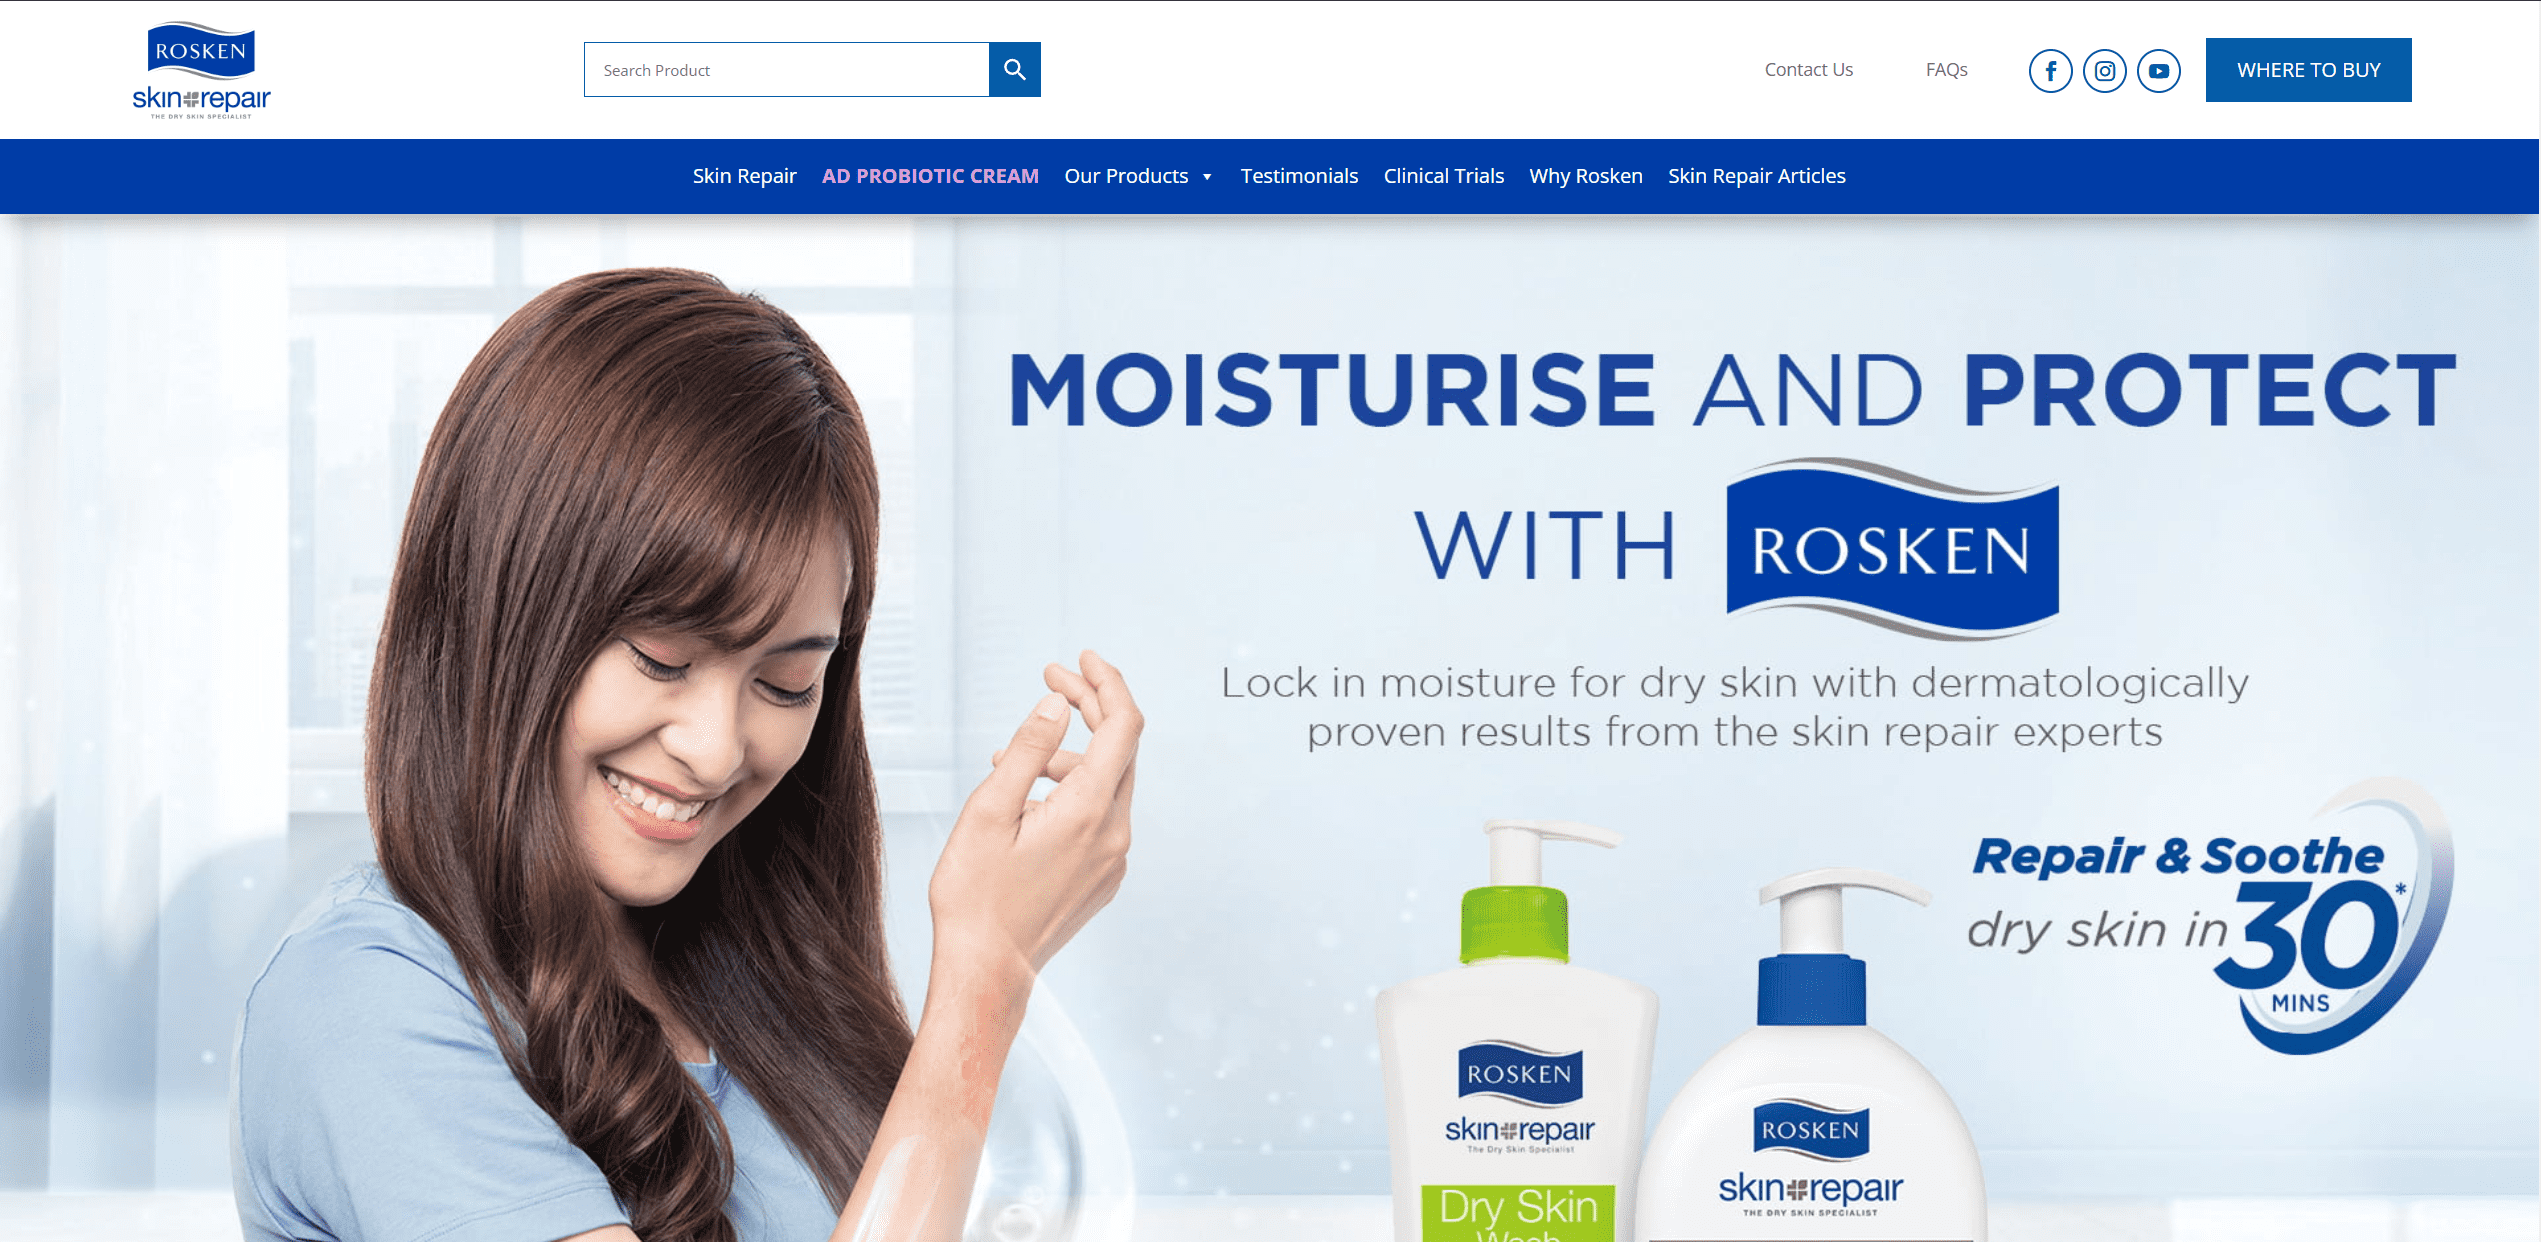 ROSKEN
skin repair
THE DRY SKIN SPECIALIST
Search Product
Contact Us
FAQs
WHERE TO BUY
Skin Repair
AD PROBIOTIC CREAM
Our Products
Testimonials
Clinical Trials
Why Rosken
Skin Repair Articles
MOISTURISE AND PROTECT
WITH ROSKEN
Lock in moisture for dry skin with dermatologically
proven results from the skin repair experts
Repair & Soothe
dry skin in 30*
MINS
ROSKEN
skin repair
The Dry Skin Specialist
Dry Skin
Wash
ROSKEN
skin repair
THE DRY SKIN SPECIALIST